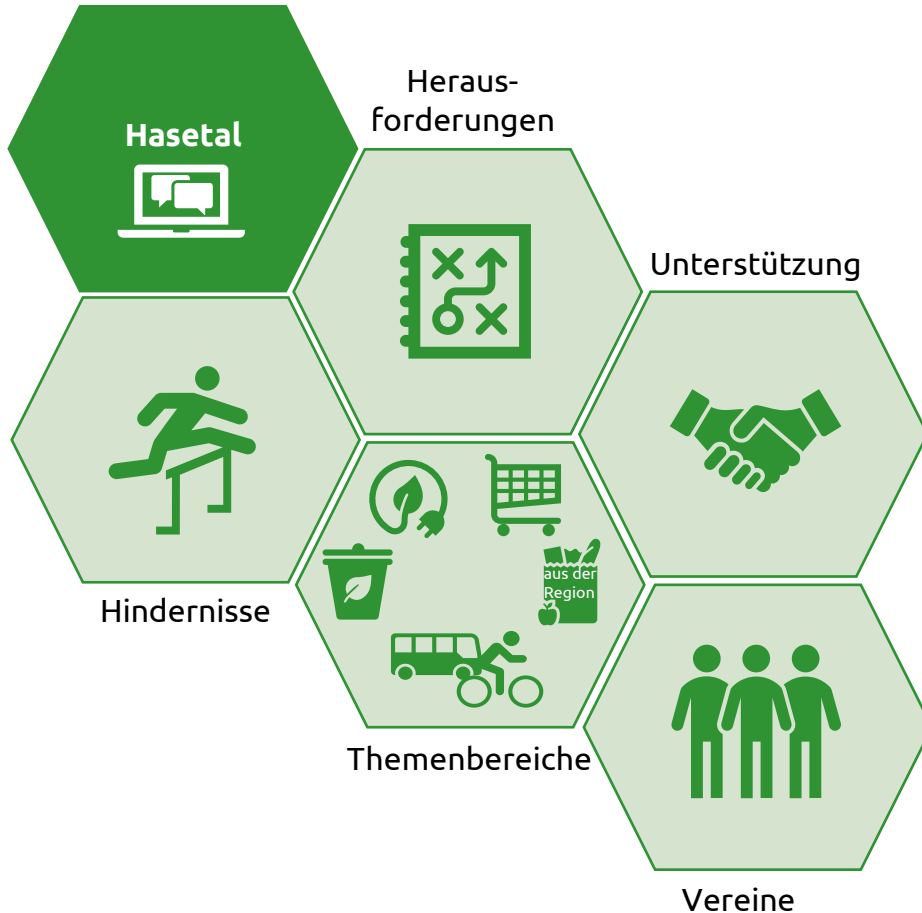 Hasetal
Heraus-
forderungen
Unterstützung
Hindernisse
aus der
Region
Themenbereiche
Vereine